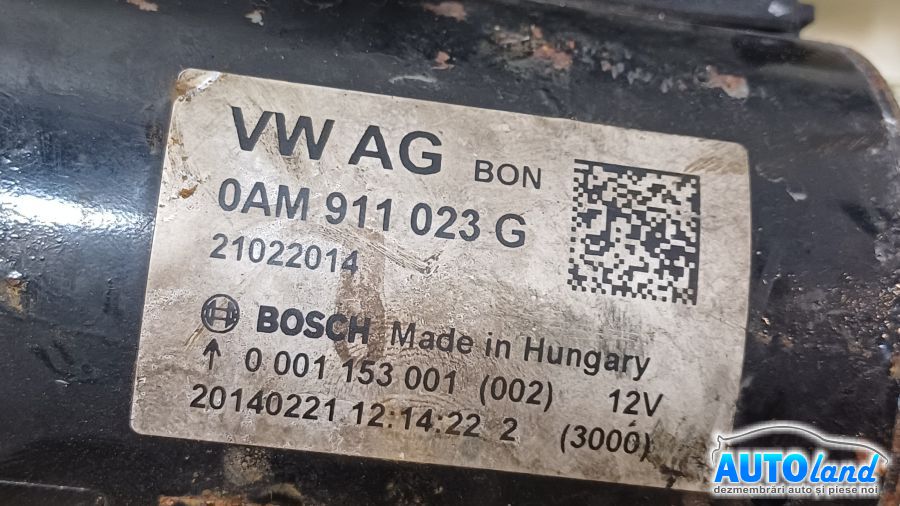 VW AG BON
0AM 911 023 G
21022014
BOSCH Made in Hungary
↑ 0 001 153 001 (002) 12V
20140221 12:14:22 2 (3000)
AUTOland
dezmembrări auto și piese noi